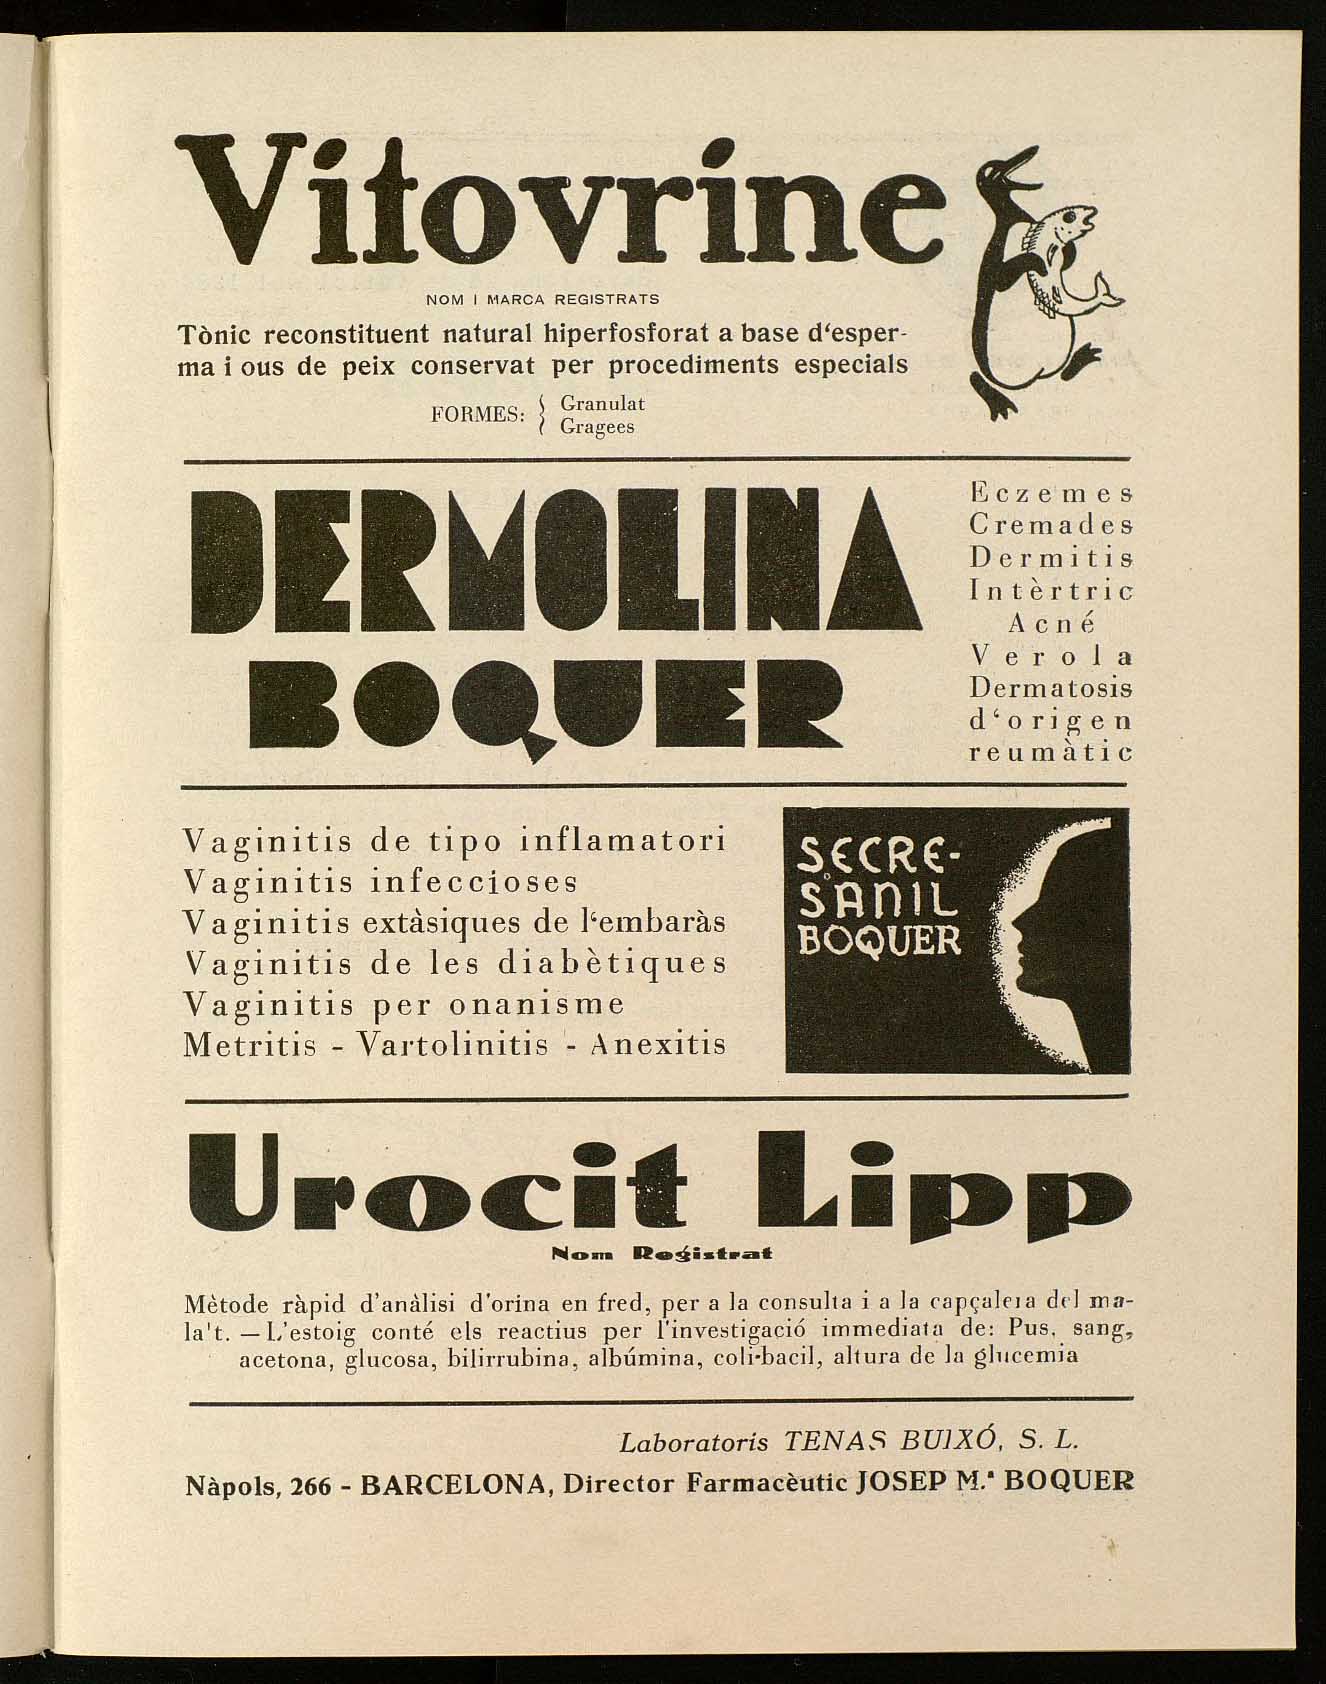 Vitovrine
NOM I MARCA REGISTRATS
Tònic reconstituent natural hiperfosforat a base d‘esper-
ma i ous de peix conservat per procediments especials
FORMES: { Granulat
Gragees
DERMOLINA
BOQUER
Eczemes
Cremades
Dermitis
Intèrtric
Acné
Verola
Dermatosis
d‘origen
reumàtic
Vaginitis de tipo inflamatori
Vaginitis infeccioses
Vaginitis extàsiques de l‘embaràs
Vaginitis de les diabètiques
Vaginitis per onanisme
Metritis - Vartolinitis - Anexitis
SECRE-
SANIL
BOQUER
Urocit Lipp
Nom Registrat
Mètode ràpid d'anàlisi d'orina en fred, per a la consulta i a la capçaleia del ma-
la't. — L'estoig conté els reactius per l'investigació immediata de: Pus, sang,
acetona, glucosa, bilirrubina, albúmina, coli-bacil, altura de la glucemia
Laboratoris TENAS BUIXÓ, S. L.
Nàpols, 266 - BARCELONA, Director Farmacèutic JOSEP M.ª BOQUER